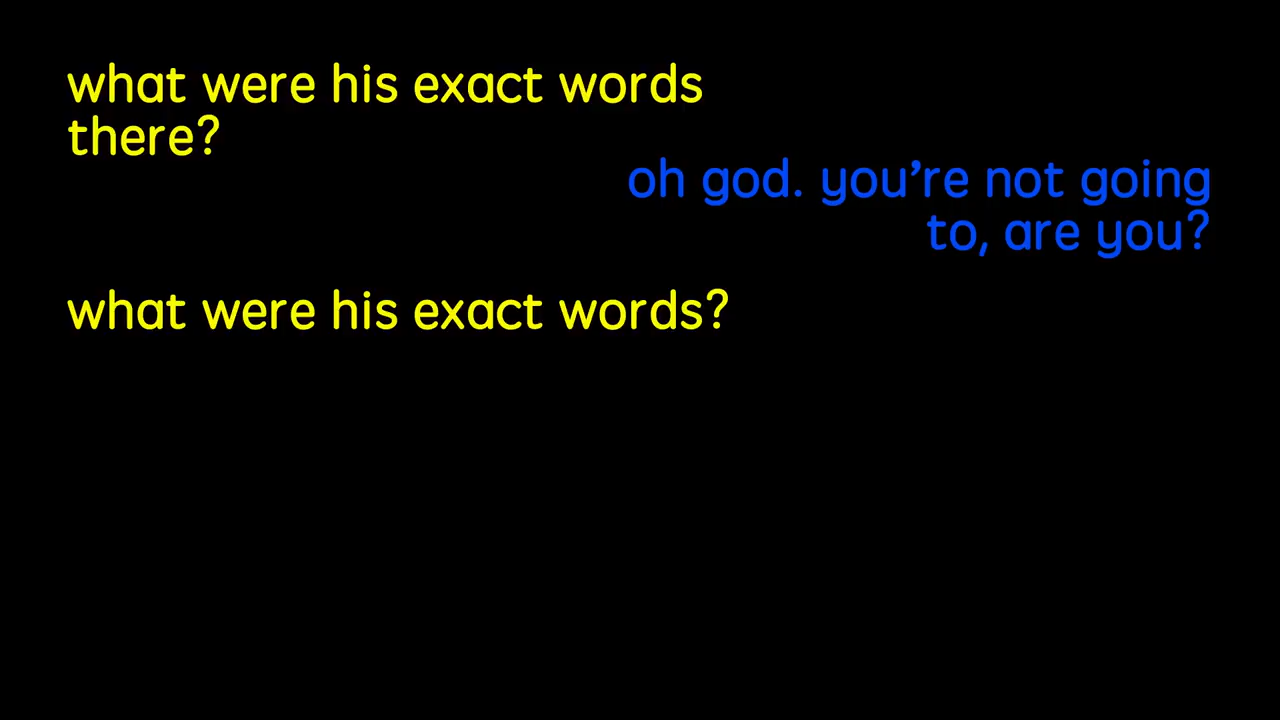 what were his exact words
there?
oh god. you’re not going
to, are you?
what were his exact words?